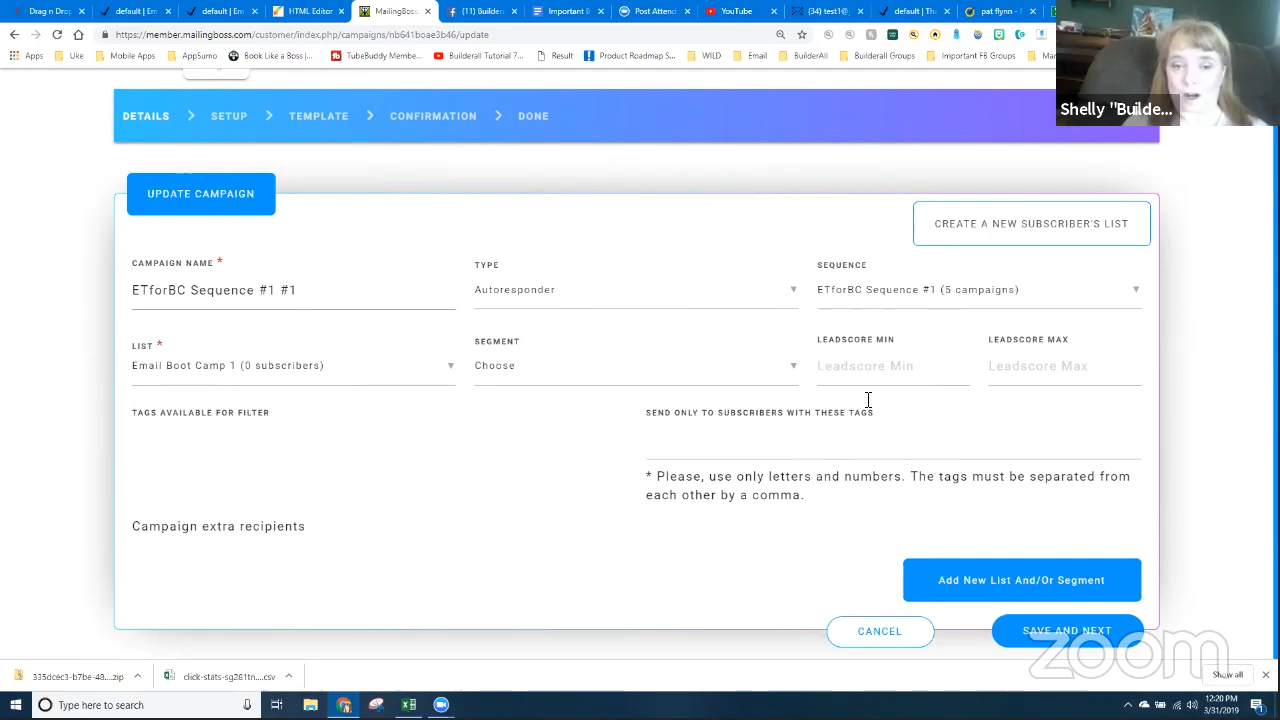 Drag n Drop
default | Em
default | Em
HTML Editor
MailingBoss
(11) Builder
Important B
Post Attend
YouTube
(34) test1@
default | Th
pat flynn -
https://member.mailingboss.com/customer/index.php/campaigns/nb641boae3b46/update
Apps
Uke
Mobile Apps
AppSumo
Book Like a Boss |
TubeBuddy Member...
Builderall Tutorial 7...
Result
Product Roadmap S...
WILD
Email
BuilderAll
Builderall Groups
Important FB Groups
Mar
Shelly "Builde...
DETAILS
SETUP
TEMPLATE
CONFIRMATION
DONE
UPDATE CAMPAIGN
CREATE A NEW SUBSCRIBER'S LIST
CAMPAIGN NAME *
TYPE
SEQUENCE
ETforBC Sequence #1 #1
Autoresponder
ETforBC Sequence #1 (5 campaigns)
LIST *
SEGMENT
LEADSCORE MIN
LEADSCORE MAX
Email Boot Camp 1 (0 subscribers)
Choose
Leadscore Min
Leadscore Max
TAGS AVAILABLE FOR FILTER
SEND ONLY TO SUBSCRIBERS WITH THESE TAGS
* Please, use only letters and numbers. The tags must be separated from
each other by a comma.
Campaign extra recipients
Add New List And/Or Segment
CANCEL
SAVE AND NEXT
zoom
335dcec3-b7be-48....zip
click-stats-sg281tn....csv
Show all
Type here to search
12:20 PM
3/31/2019